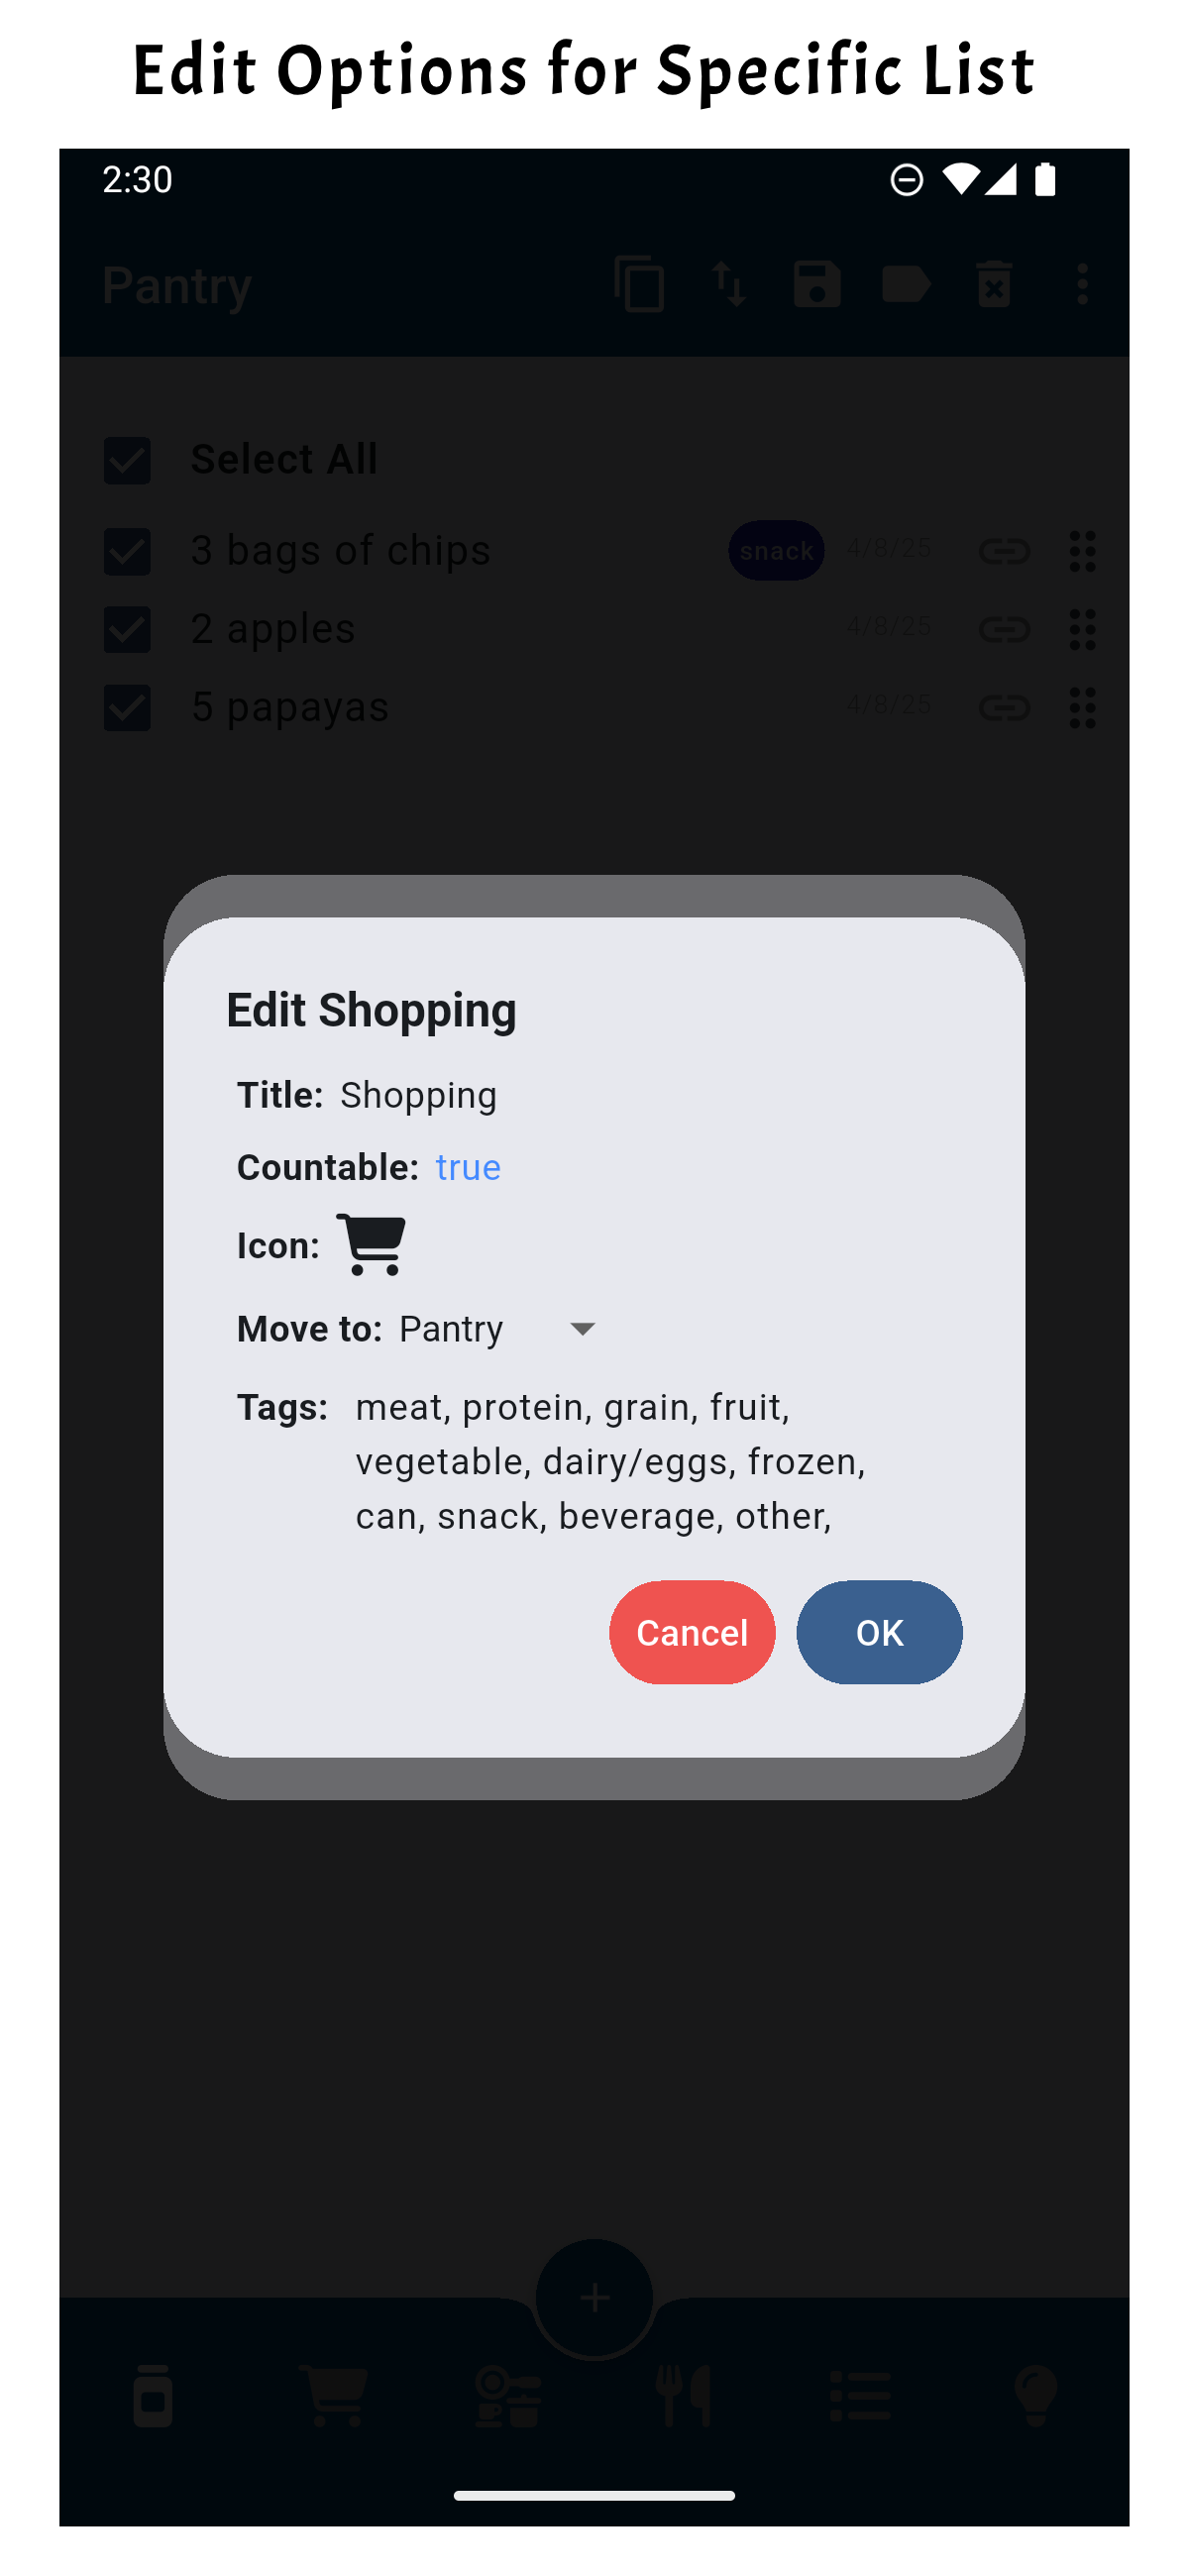 Edit Options for Specific List
2:30
Pantry
Select All
3 bags of chips snack 4/8/25
2 apples 4/8/25
5 papayas 4/8/25
Edit Shopping
Title: Shopping
Countable: true
Icon:
Move to: Pantry
Tags: meat, protein, grain, fruit,
vegetable, dairy/eggs, frozen,
can, snack, beverage, other,
Cancel OK